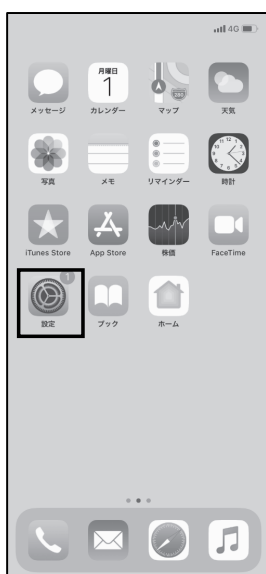 4G
メッセージ
月曜日
1
カレンダー
マップ
天気
写真
メモ
リマインダー
時計
iTunes Store
App Store
株価
FaceTime
1
設定
ブック
ホーム